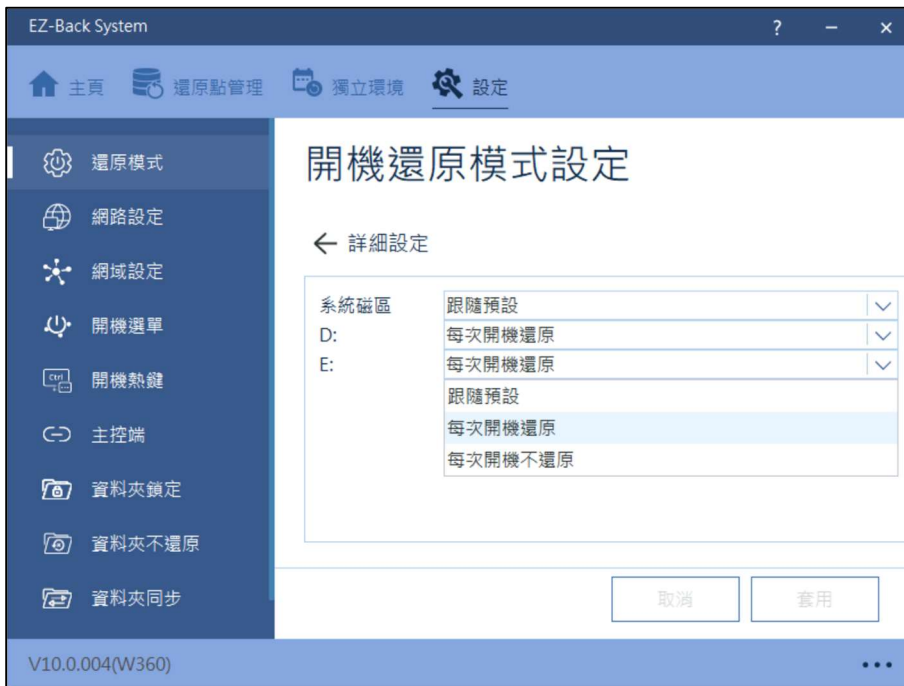 EZ-Back System
?
主頁
還原點管理
獨立環境
設定
還原模式
網路設定
網域設定
開機選單
開機熱鍵
主控端
資料夾鎖定
資料夾不還原
資料夾同步
開機還原模式設定
詳細設定
系統磁區
跟隨預設
D:
每次開機還原
E:
每次開機還原
跟隨預設
每次開機還原
每次開機不還原
取消
套用
V10.0.004(W360)